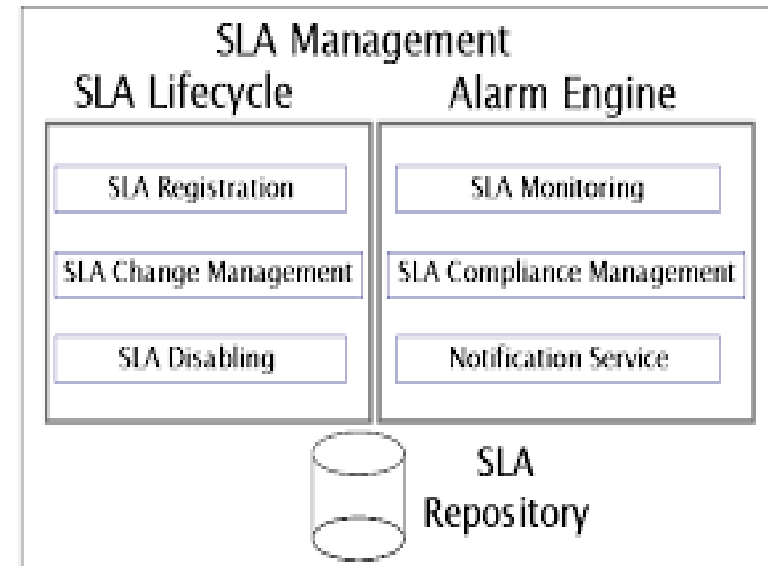 SLA Management
SLA Lifecycle
Alarm Engine
SLA Registration
SLA Change Management
SLA Disabling
SLA Monitoring
SLA Compliance Management
Notification Service
SLA
Repository